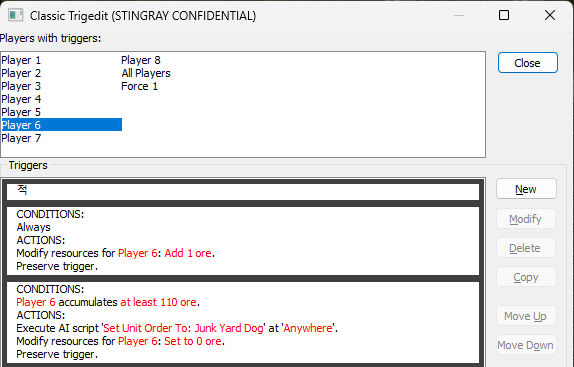 Classic Trigedit (STINGRAY CONFIDENTIAL)
Players with triggers:
Player 1
Player 2
Player 3
Player 4
Player 5
Player 6
Player 7
Player 8
All Players
Force 1
Close
Triggers
적
CONDITIONS:
Always
ACTIONS:
Modify resources for Player 6: Add 1 ore.
Preserve trigger.
CONDITIONS:
Player 6 accumulates at least 110 ore.
ACTIONS:
Execute AI script 'Set Unit Order To: Junk Yard Dog' at 'Anywhere'.
Modify resources for Player 6: Set to 0 ore.
Preserve trigger.
New
Modify
Delete
Copy
Move Up
Move Down